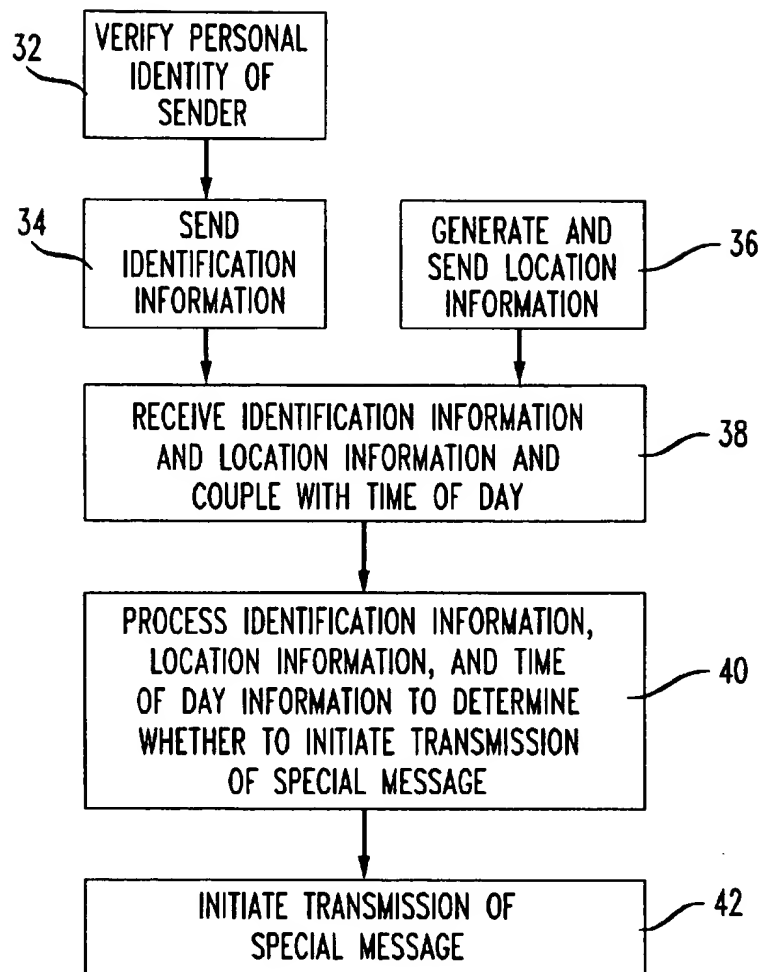 32
VERIFY PERSONAL
IDENTITY OF
SENDER
34
SEND
IDENTIFICATION
INFORMATION
GENERATE AND
SEND LOCATION
INFORMATION
36
RECEIVE IDENTIFICATION INFORMATION
AND LOCATION INFORMATION AND
COUPLE WITH TIME OF DAY
38
PROCESS IDENTIFICATION INFORMATION,
LOCATION INFORMATION, AND TIME
OF DAY INFORMATION TO DETERMINE
WHETHER TO INITIATE TRANSMISSION
OF SPECIAL MESSAGE
40
INITIATE TRANSMISSION OF
SPECIAL MESSAGE
42